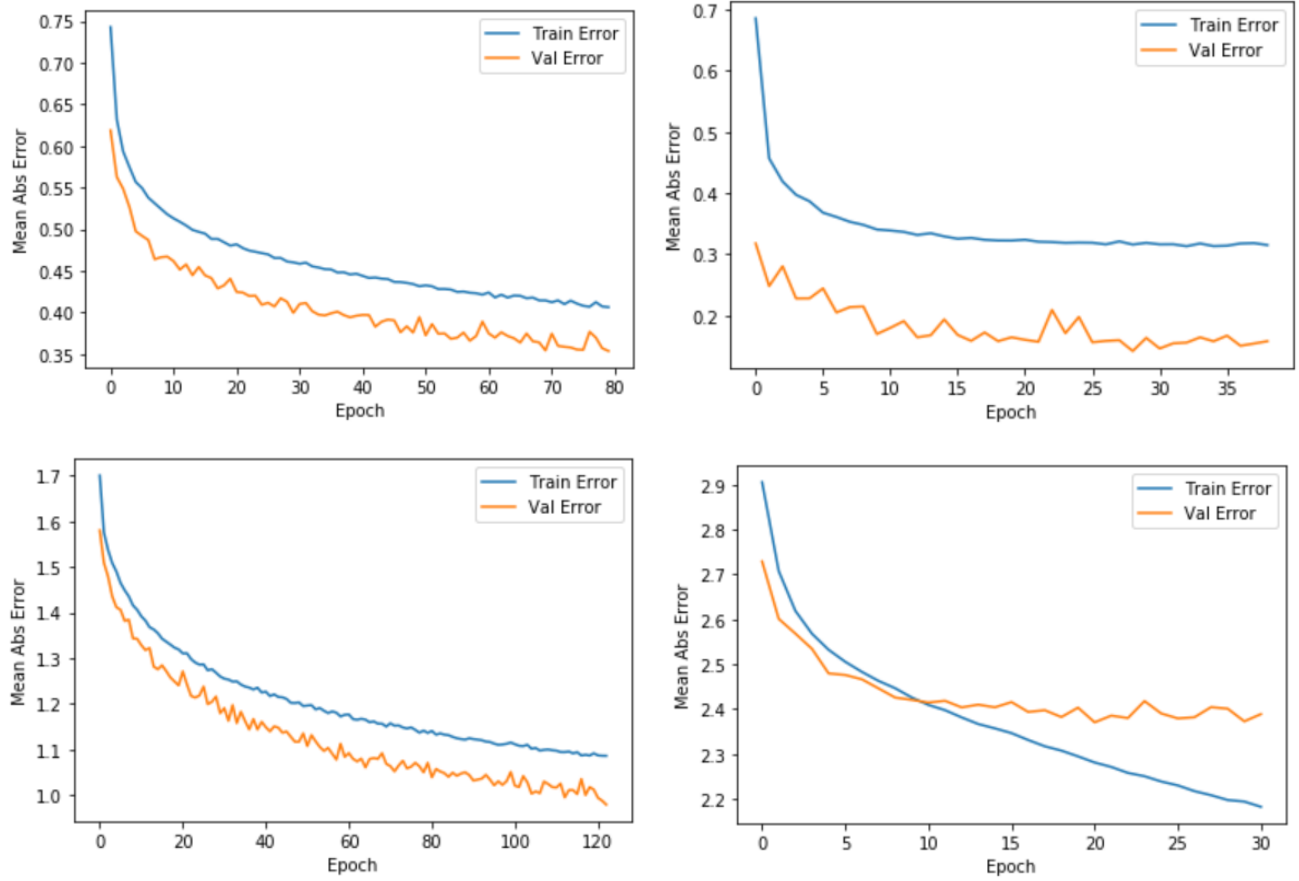 0.75
0.70
0.65
0.60
0.55
0.50
0.45
0.40
0.35
Mean Abs Error
Train Error
Val Error
0 10 20 30 40 50 60 70 80
Epoch
0.7
0.6
0.5
0.4
0.3
0.2
Mean Abs Error
Train Error
Val Error
0 5 10 15 20 25 30 35
Epoch
1.7
1.6
1.5
1.4
1.3
1.2
1.1
1.0
Mean Abs Error
Train Error
Val Error
0 20 40 60 80 100 120
Epoch
2.9
2.8
2.7
2.6
2.5
2.4
2.3
2.2
Mean Abs Error
Train Error
Val Error
0 5 10 15 20 25 30
Epoch